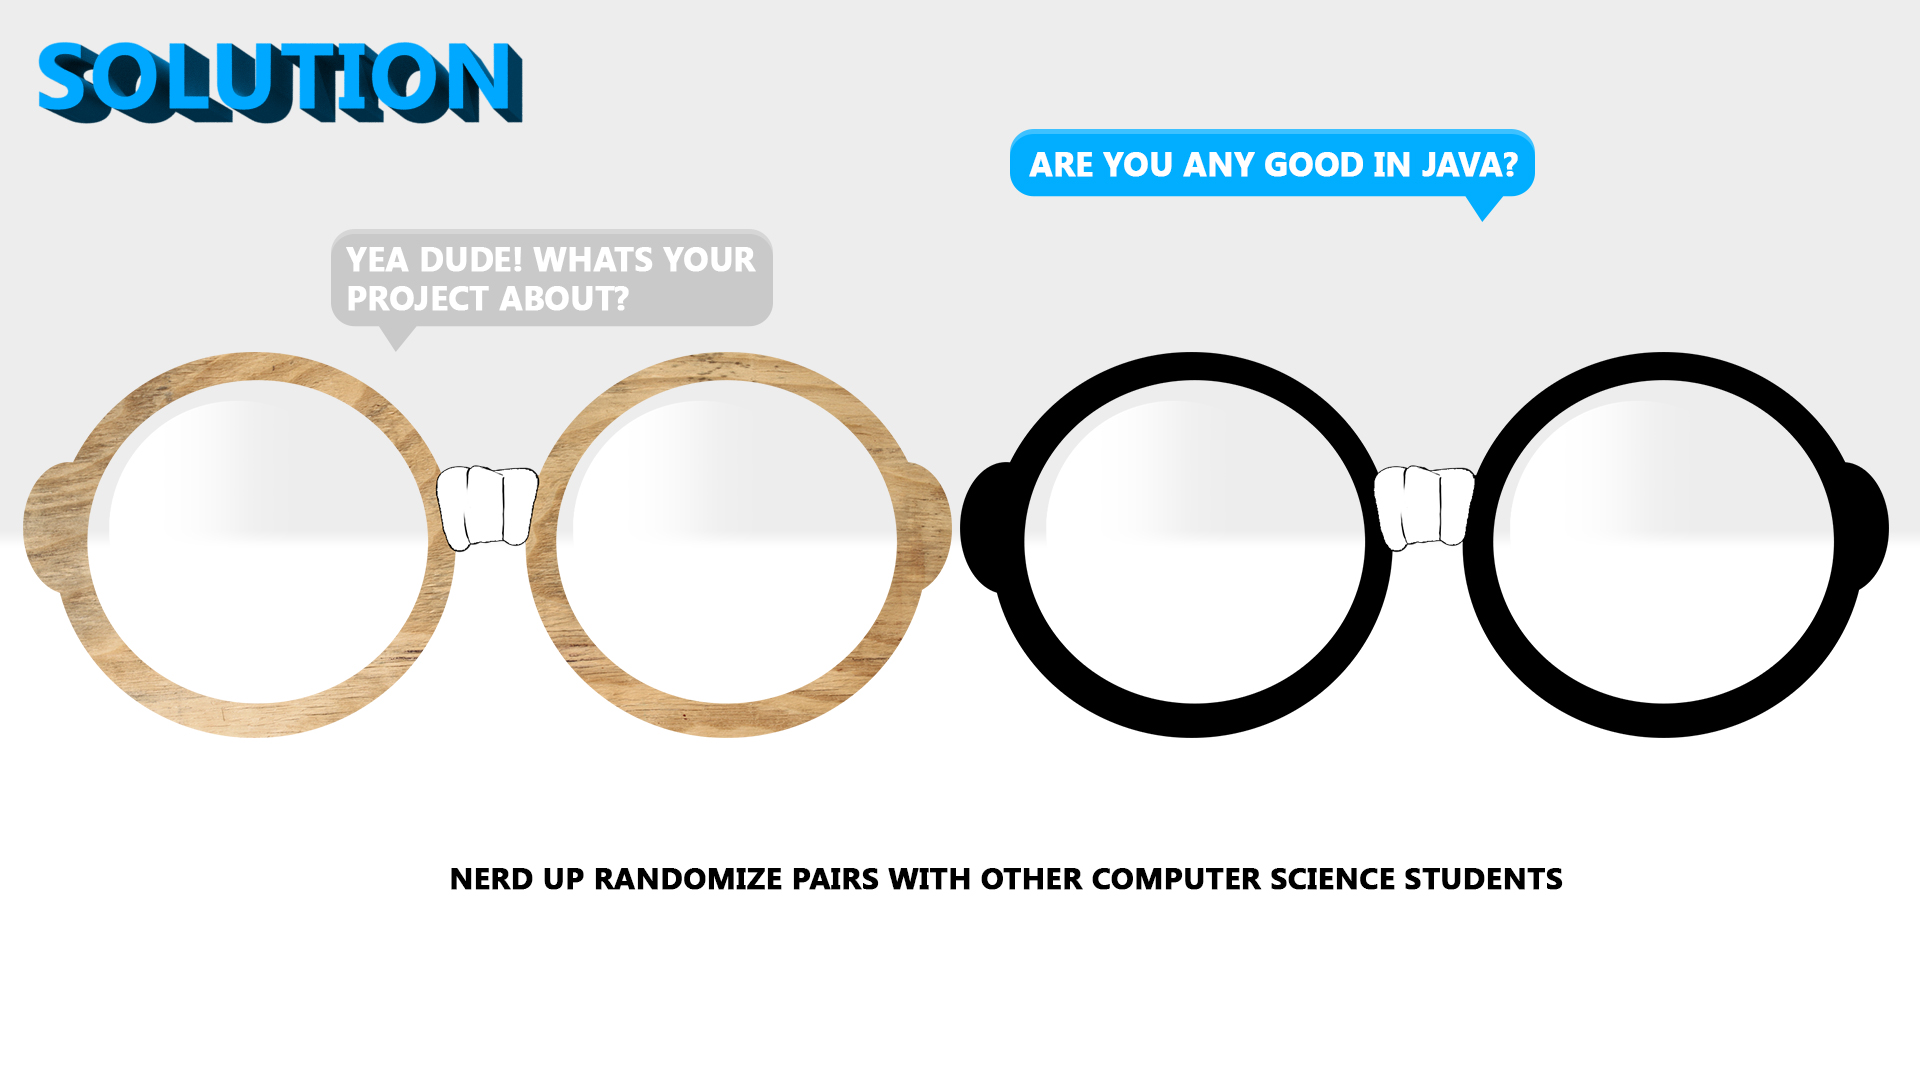 SOLUTION
ARE YOU ANY GOOD IN JAVA?
YEA DUDE! WHATS YOUR
PROJECT ABOUT?
NERD UP RANDOMIZE PAIRS WITH OTHER COMPUTER SCIENCE STUDENTS